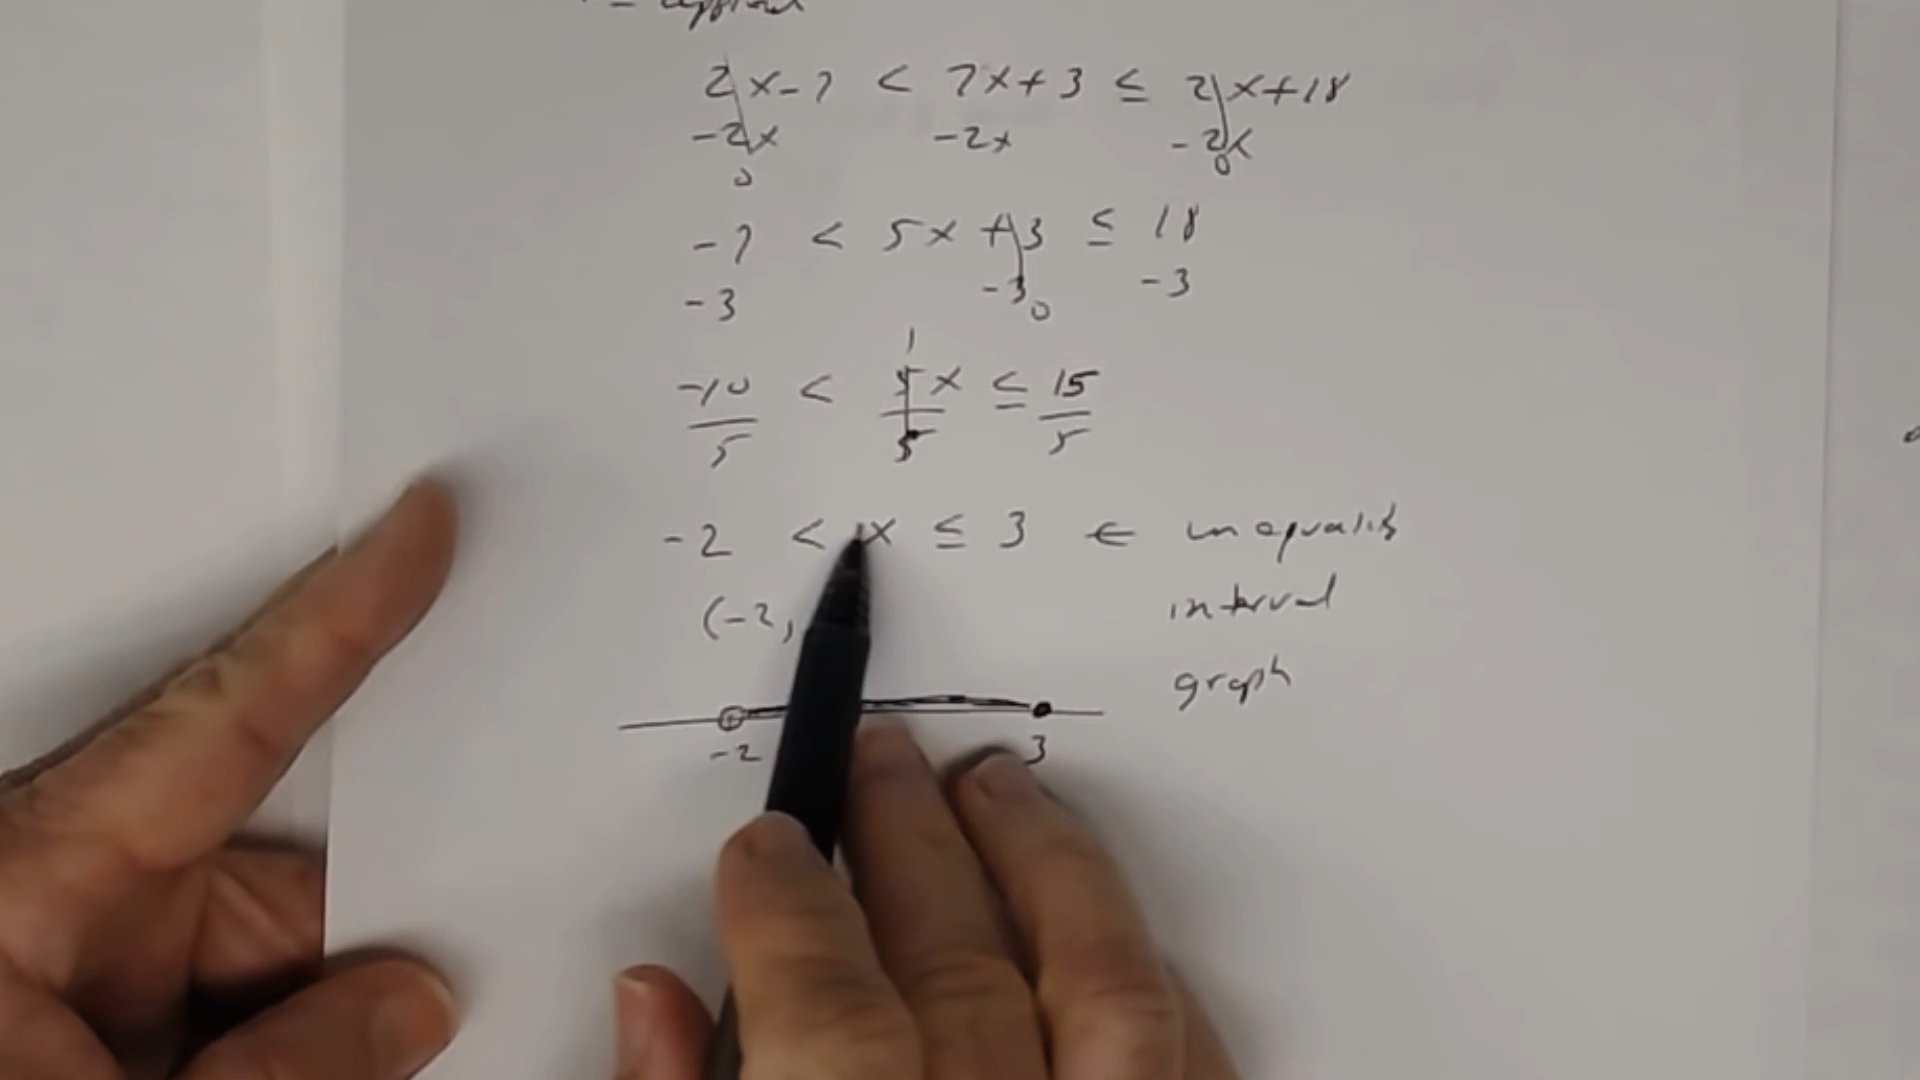 2x-7 < 7x+3 ≤ 2x+18
-2x -2x -2x
0 0
-7 < 5x+3 ≤ 18
-3 -3 0 -3
1
-10 < 5x ≤ 15
5 5 5
-2 < x ≤ 3 ← inequality
(-2, interval
graph
-2 3